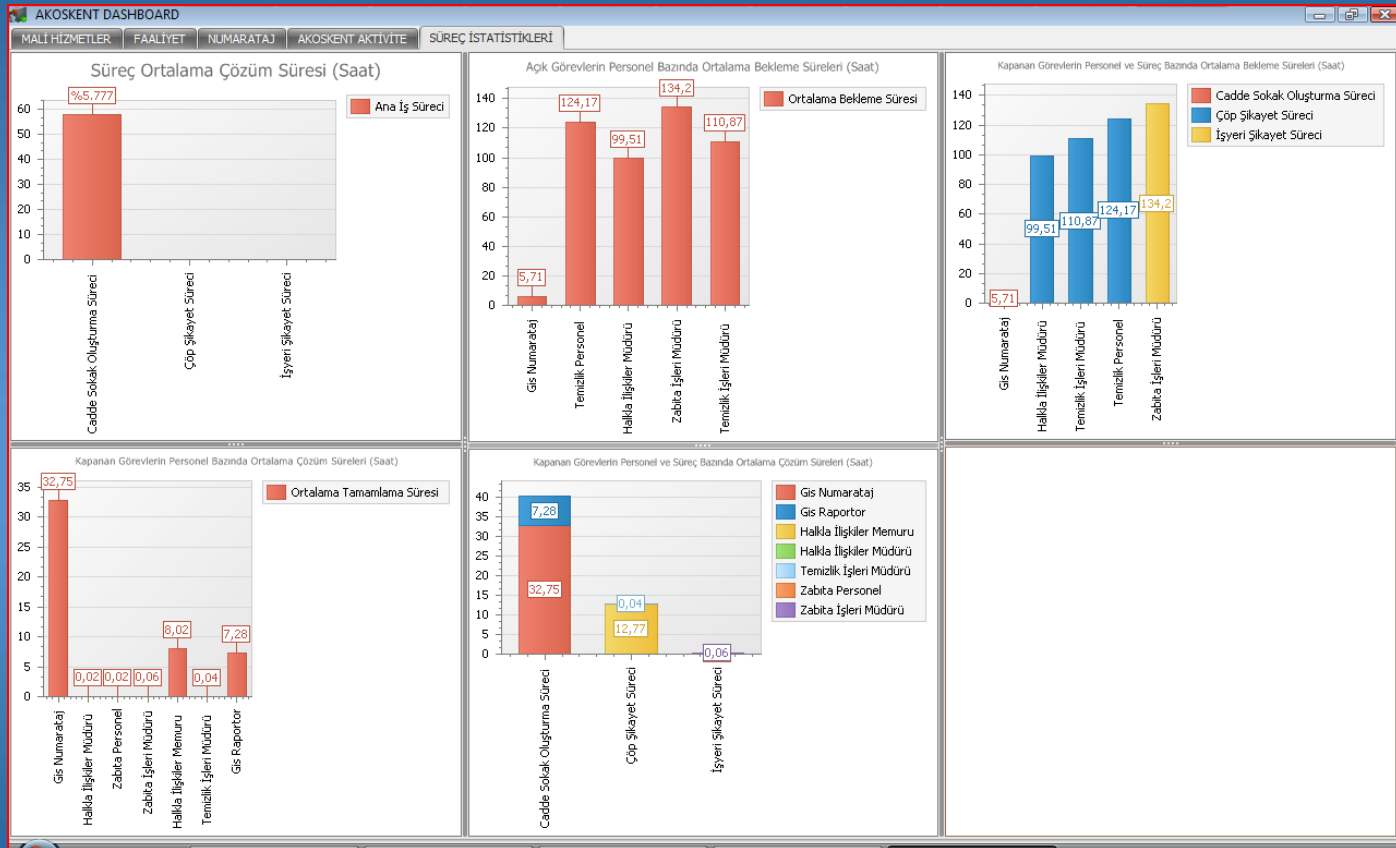 AKOSKENT DASHBOARD
MALİ HİZMETLER
FAALİYET
NUMARATAJ
AKOSKENT AKTİVİTE
SÜREÇ İSTATİSTİKLERİ
Süreç Ortalama Çözüm Süresi (Saat)
%5.777
Ana İş Süreci
60
50
40
30
20
10
0
Cadde Sokak Oluşturma Süreci
Çöp Şikayet Süreci
İşyeri Şikayet Süreci
Açık Görevlerin Personel Bazında Ortalama Bekleme Süreleri (Saat)
Ortalama Bekleme Süresi
140
120
100
80
60
40
20
0
5,71
124,17
99,51
134,2
110,87
Gis Numarataj
Temizlik Personel
Halkla İlişkiler Müdürü
Zabita İşleri Müdürü
Temizlik İşleri Müdürü
Kapanan Görevlerin Personel ve Süreç Bazında Ortalama Bekleme Süreleri (Saat)
Cadde Sokak Oluşturma Süreci
Çöp Şikayet Süreci
İşyeri Şikayet Süreci
140
120
100
80
60
40
20
0
5,71
99,51
110,87
124,17
134,2
Gis Numarataj
Halkla İlişkiler Müdürü
Temizlik İşleri Müdürü
Temizlik Personel
Zabita İşleri Müdürü
Kapanan Görevlerin Personel Bazında Ortalama Çözüm Süreleri (Saat)
Ortalama Tamamlama Süresi
35
30
25
20
15
10
5
0
32,75
0,02
0,02
0,06
8,02
0,04
7,28
Gis Numarataj
Halkla İlişkiler Müdürü
Zabita Personel
Zabita İşleri Müdürü
Halkla İlişkiler Memuru
Temizlik İşleri Müdürü
Gis Raportor
Kapanan Görevlerin Personel ve Süreç Bazında Ortalama Çözüm Süreleri (Saat)
Gis Numarataj
Gis Raportor
Halkla İlişkiler Memuru
Halkla İlişkiler Müdürü
Temizlik İşleri Müdürü
Zabita Personel
Zabita İşleri Müdürü
40
35
30
25
20
15
10
5
0
7,28
32,75
0,04
12,77
0,06
Cadde Sokak Oluşturma Süreci
Çöp Şikayet Süreci
İşyeri Şikayet Süreci